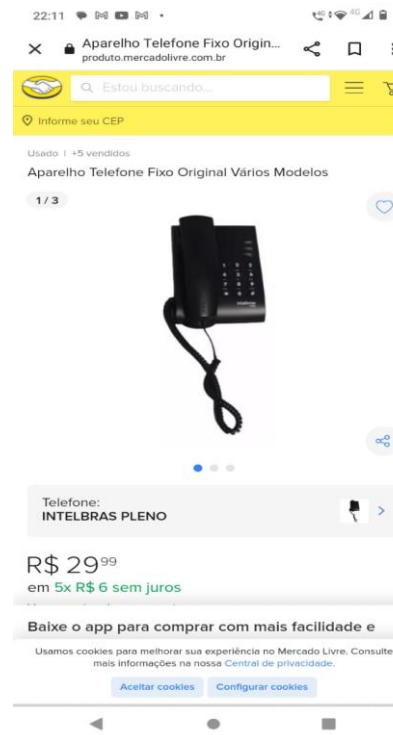 22:11
4G
Aparelho Telefone Fixo Origin...
produto.mercadolivre.com.br
Estou buscando...
Informe seu CEP
Usado | +5 vendidos
Aparelho Telefone Fixo Original Vários Modelos
1 / 3
Telefone:
INTELBRAS PLENO
R$ 29⁹⁹
em 5x R$ 6 sem juros
Baixe o app para comprar com mais facilidade e
Usamos cookies para melhorar sua experiência no Mercado Livre. Consulte
mais informações na nossa Central de privacidade.
Aceitar cookies Configurar cookies